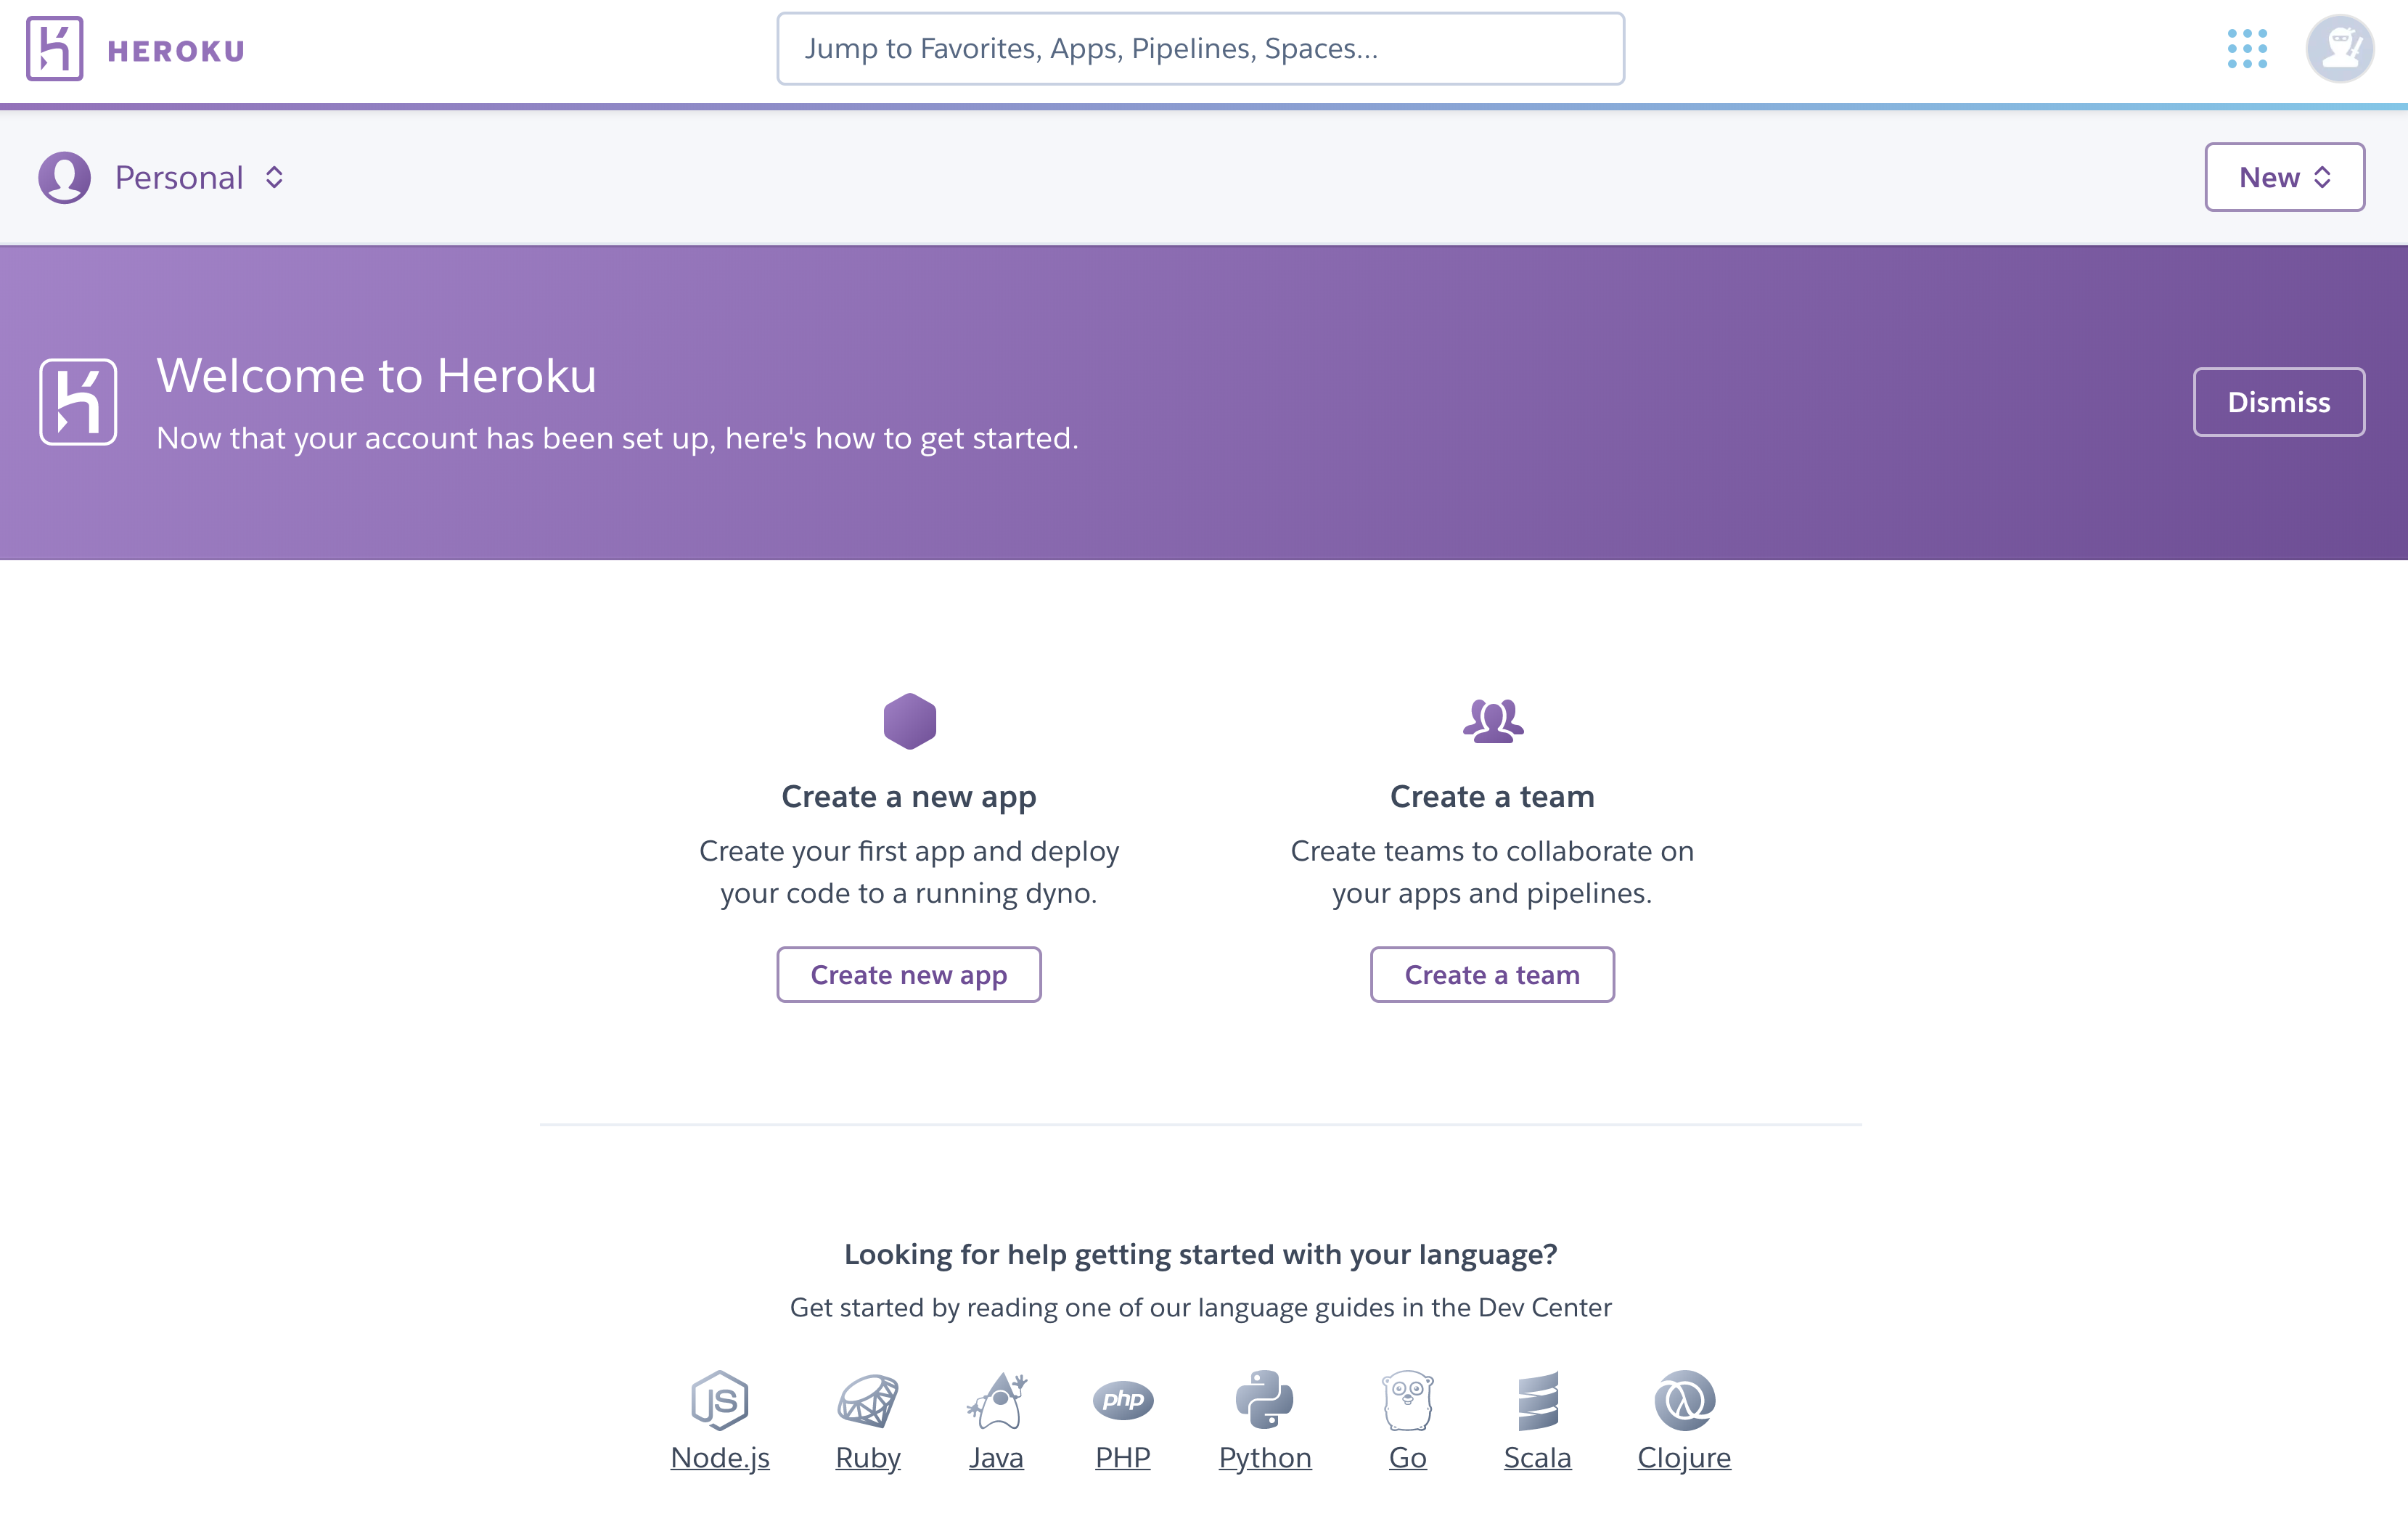 HEROKU
Jump to Favorites, Apps, Pipelines, Spaces...
Personal
New
Welcome to Heroku
Now that your account has been set up, here's how to get started.
Dismiss
Create a new app
Create your first app and deploy
your code to a running dyno.
Create new app
Create a team
Create teams to collaborate on
your apps and pipelines.
Create a team
Looking for help getting started with your language?
Get started by reading one of our language guides in the Dev Center
JS
php
Node.js
Ruby
Java
PHP
Python
Go
Scala
Clojure